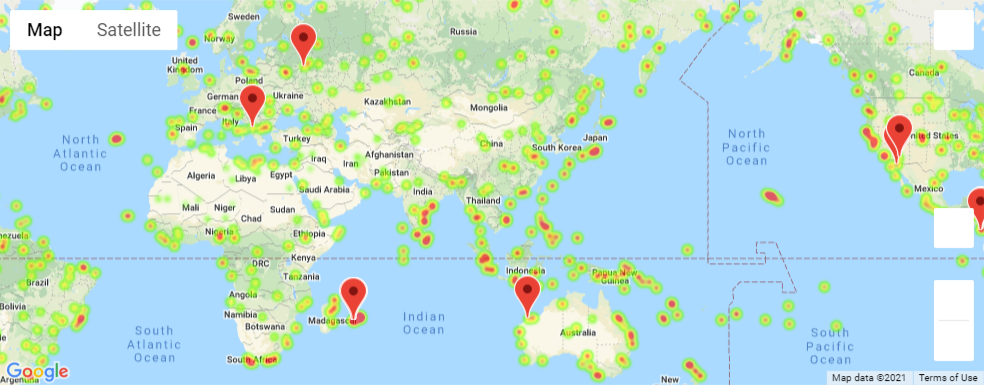 Map
Satellite
Sweden
Norway
Russia
United
Kingdom
Poland
German
Ukraine
France
Italy
Spain
Turkey
Kazakhstan
Mongolia
China
South Korea
Japan
Afghanistan
Pakistan
Iraq
Algeria
Libya
Egypt
Saudi Arabia
India
Thailand
Mali
Niger
Chad
Sudan
Nigeria
Ethiopia
Kenya
DRC
Tanzania
Angola
Namibia
Botswana
Madagascar
South Africa
Indonesia
Papua New
Guinea
Australia
New
Canada
United States
Mexico
nezuela
Brazil
Bolivia
Chile
Argentina
North
Atlantic
Ocean
South
Atlantic
Ocean
Indian
Ocean
North
Pacific
Ocean
South
Pacific
Ocean
Google
Map data ©2021
Terms of Use